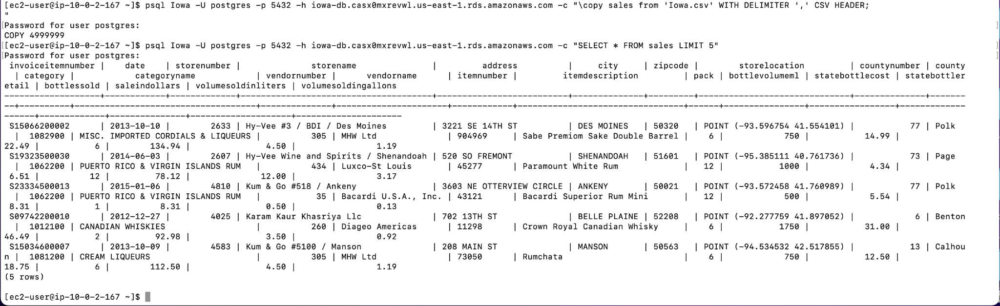 [ec2-user@ip-10-0-2-167 ~]$ psql Iowa -U postgres -p 5432 -h iowa-db.casx0mxrevwl.us-east-1.rds.amazonaws.com -c "\copy sales from 'Iowa.csv' WITH DELIMITER ',' CSV HEADER;
"
[Password for user postgres: ]
COPY 4999999
[[ec2-user@ip-10-0-2-167 ~]$ psql Iowa -U postgres -p 5432 -h iowa-db.casx0mxrevwl.us-east-1.rds.amazonaws.com -c "SELECT * FROM sales LIMIT 5" ]
[Password for user postgres: ]
 invoiceitemnumber |    date    | storenumber |              storename               |         address          |     city     | zipcode |         storelocation         | countynumber | county
  | category |            categoryname            | vendornumber |      vendorname      | itemnumber |         itemdescription         | pack | bottlevolumeml | statebottlecost | statebottler
etail | bottlessold | saleindollars | volumesoldinliters | volumesoldingallons
-------------------+------------+-------------+--------------------------------------+--------------------------+--------------+---------+-------------------------------+--------------+-------
--+----------+------------------------------------+--------------+----------------------+------------+---------------------------------+------+----------------+-----------------+-------------
------+-------------+---------------+--------------------+---------------------
 S15066200002      | 2013-10-10 |        2633 | Hy-Vee #3 / BDI / Des Moines         | 3221 SE 14TH ST          | DES MOINES   | 50320   | POINT (-93.596754 41.554101) |           77 | Polk
  |  1082900 | MISC. IMPORTED CORDIALS & LIQUEURS |          305 | MHW Ltd              | 904969     | Sabe Premiom Sake Double Barrel |    6 |            750 |           14.99 |
22.49 |           6 |        134.94 |               4.50 |                1.19
 S19323500030      | 2014-06-03 |        2607 | Hy-Vee Wine and Spirits / Shenandoah | 520 SO FREMONT           | SHENANDOAH   | 51601   | POINT (-95.385111 40.761736) |           73 | Page
  |  1062200 | PUERTO RICO & VIRGIN ISLANDS RUM   |          434 | Luxco-St Louis       | 45277      | Paramount White Rum             |   12 |           1000 |            4.34 |
6.51 |          12 |         78.12 |              12.00 |                3.17
 S23334500013      | 2015-01-06 |        4810 | Kum & Go #518 / Ankeny               | 3603 NE OTTERVIEW CIRCLE | ANKENY       | 50021   | POINT (-93.572458 41.760989) |           77 | Polk
  |  1062200 | PUERTO RICO & VIRGIN ISLANDS RUM   |           35 | Bacardi U.S.A., Inc. | 43121      | Bacardi Superior Rum Mini       |   12 |            500 |            5.54 |
8.31 |           1 |          8.31 |               0.50 |                0.13
 S09742200010      | 2012-12-27 |        4025 | Karam Kaur Khasriya Llc              | 702 13TH ST              | BELLE PLAINE | 52208   | POINT (-92.277759 41.897052) |            6 | Benton
  |  1012100 | CANADIAN WHISKIES                  |          260 | Diageo Americas      | 11298      | Crown Royal Canadian Whisky     |    6 |           1750 |           31.00 |
46.49 |           2 |         92.98 |               3.50 |                0.92
 S15034600007      | 2013-10-09 |        4583 | Kum & Go #5100 / Manson              | 208 MAIN ST              | MANSON       | 50563   | POINT (-94.534532 42.517855) |           13 | Calhou
n |  1081200 | CREAM LIQUEURS                     |          305 | MHW Ltd              | 73050      | Rumchata                        |    6 |            750 |           12.50 |
18.75 |           6 |        112.50 |               4.50 |                1.19
(5 rows)
[ec2-user@ip-10-0-2-167 ~]$